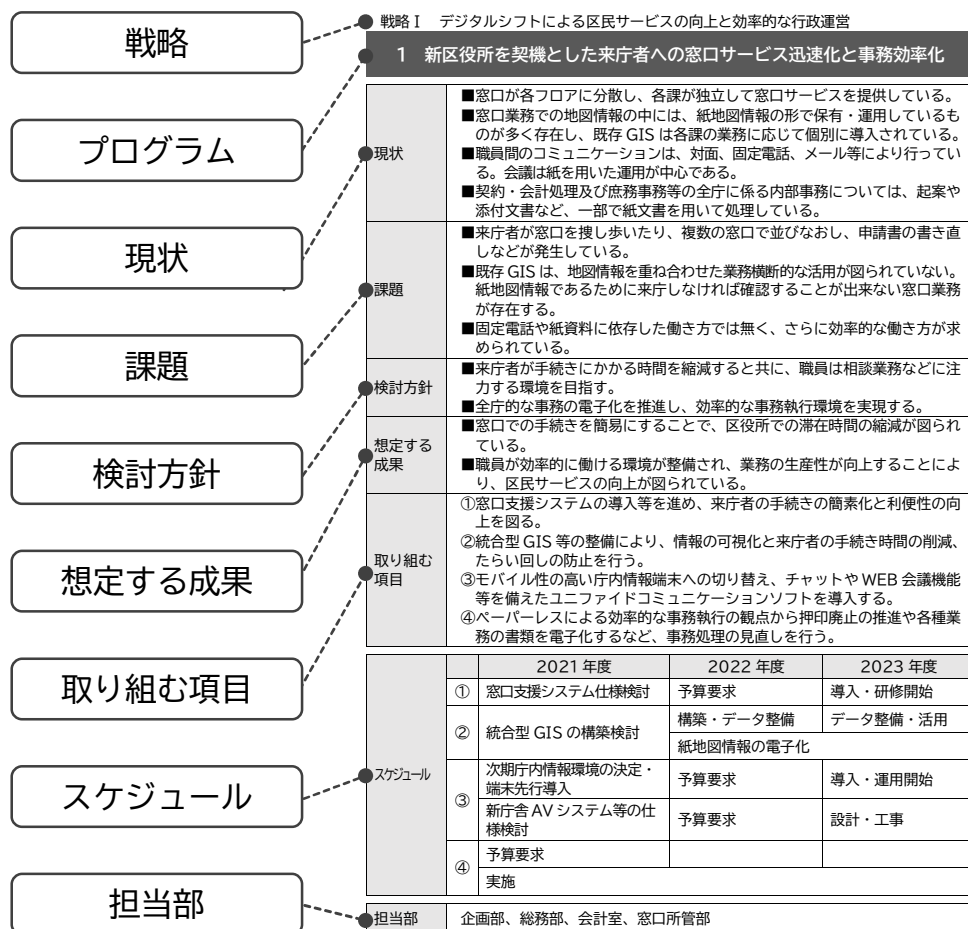 戦略
プログラム
現状
課題
検討方針
想定する成果
取り組む項目
スケジュール
担当部
戦略Ⅰ　デジタルシフトによる区民サービスの向上と効率的な行政運営
1　新区役所を契機とした来庁者への窓口サービス迅速化と事務効率化
現状
■窓口が各フロアに分散し、各課が独立して窓口サービスを提供している。
■窓口業務での地図情報の中には、紙地図情報の形で保有・運用しているも
のが多く存在し、既存 GIS は各課の業務に応じて個別に導入されている。
■職員間のコミュニケーションは、対面、固定電話、メール等により行ってい
る。会議は紙を用いた運用が中心である。
■契約・会計処理及び庶務事務等の全庁に係る内部事務については、起案や
添付文書など、一部で紙文書を用いて処理している。
課題
■来庁者が窓口を捜し歩いたり、複数の窓口で並びなおし、申請書の書き直
しなどが発生している。
■既存 GIS は、地図情報を重ね合わせた業務横断的な活用が図られていない。
紙地図情報であるために来庁しなければ確認することが出来ない窓口業務
が存在する。
■固定電話や紙資料に依存した働き方では無く、さらに効率的な働き方が求
められている。
検討方針
■来庁者が手続きにかかる時間を縮減すると共に、職員は相談業務などに注
力する環境を目指す。
■全庁的な事務の電子化を推進し、効率的な事務執行環境を実現する。
想定する
成果
■窓口での手続きを簡易にすることで、区役所での滞在時間の縮減が図られ
ている。
■職員が効率的に働ける環境が整備され、業務の生産性が向上することによ
り、区民サービスの向上が図られている。
取り組む
項目
①窓口支援システムの導入等を進め、来庁者の手続きの簡素化と利便性の向
上を図る。
②統合型 GIS 等の整備により、情報の可視化と来庁者の手続き時間の削減、
たらい回しの防止を行う。
③モバイル性の高い庁内情報端末への切り替え、チャットや WEB 会議機能
等を備えたユニファイドコミュニケーションソフトを導入する。
④ペーパーレスによる効率的な事務執行の観点から押印廃止の推進や各種業
務の書類を電子化するなど、事務処理の見直しを行う。
スケジュール
2021 年度　2022 年度　2023 年度
①　窓口支援システム仕様検討　予算要求　導入・研修開始
②　統合型 GIS の構築検討　構築・データ整備　データ整備・活用
紙地図情報の電子化
③　次期庁内情報環境の決定・
端末先行導入　予算要求　導入・運用開始
新庁舎 AV システム等の仕
様検討　予算要求　設計・工事
④　予算要求
実施
担当部　企画部、総務部、会計室、窓口所管部